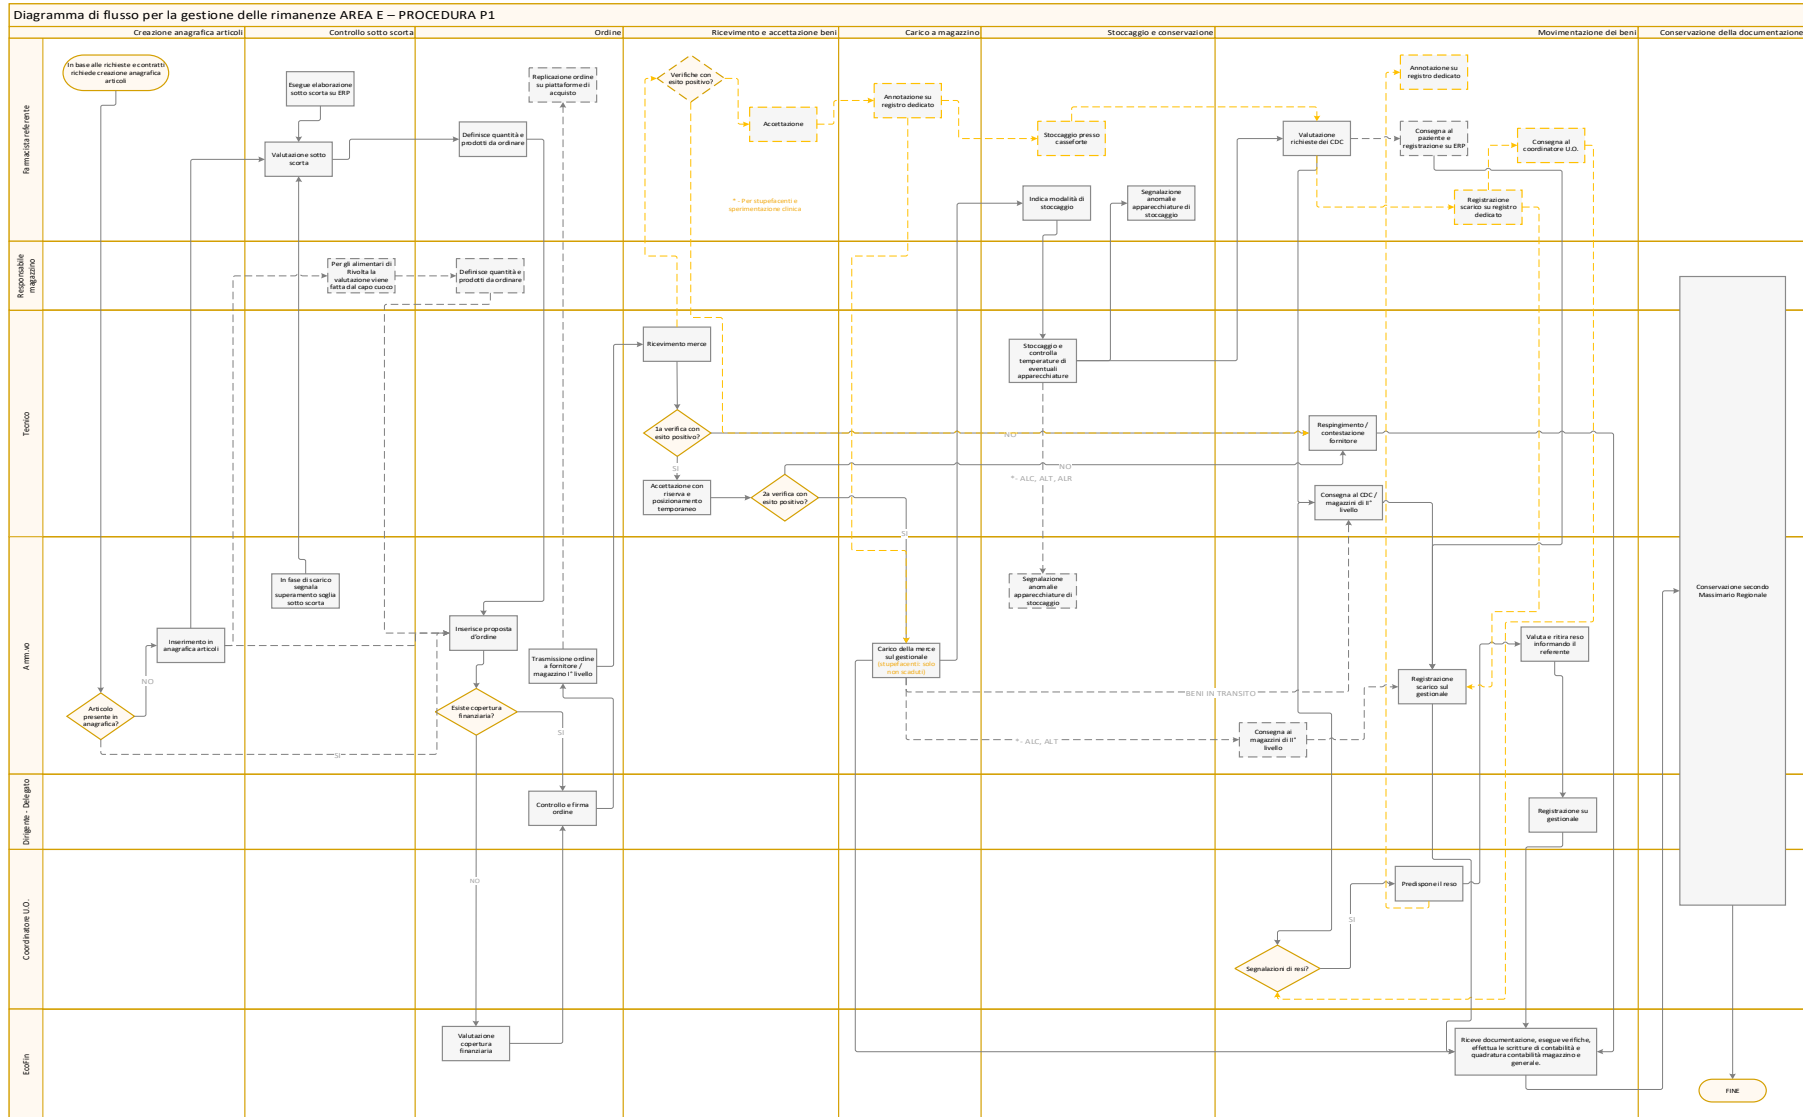 Diagramma di flusso per la gestione delle rimanenze AREA E – PROCEDURA P1
Creazione anagrafica articoli
Controllo sotto scorta
Ordine
Ricevimento e accettazione beni
Carico a magazzino
Stoccaggio e conservazione
Movimentazione dei beni
Conservazione della documentazione
Farmacista referente
In base alle richieste e contratti
richiede creazione anagrafica
articoli
Esegue elaborazione
sotto scorta su ERP
Valutazione sotto
scorta
Definisce quantità e
prodotti da ordinare
Replicazione ordine
su piattaforme di
acquisto
Verifiche con
esito positivo?
Accettazione
* - Per stupefacenti e
sperimentazione clinica
Annotazione su
registro dedicato
Stoccaggio presso
casseforte
Indica modalità di
stoccaggio
Segnalazione
anomalie
apparecchiature di
stoccaggio
Valutazione
richieste dei CDC
Annotazione su
registro dedicato
Consegna al
paziente e
registrazione su ERP
Consegna al
coordinatore U.O.
Registrazione
scarico su registro
dedicato
Responsabile
magazzino
Per gli alimentari di
Rivolta la
valutazione viene
fatta dal capo cuoco
Definisce quantità e
prodotti da ordinare
Tecnico
Ricevimento merce
1a verifica con
esito positivo?
SI
Accettazione con
riserva e
posizionamento
temporaneo
2a verifica con
esito positivo?
SI
Stoccaggio e
controlla
temperature di
eventuali
apparecchiature
NO
NO
*- ALC, ALT, ALR
Respingimento /
contestazione
fornitore
Consegna al CDC /
magazzini di II°
livello
Amm.vo
Articolo
presente in
anagrafica?
NO
SI
Inserimento in
anagrafica articoli
In fase di scarico
segnala
superamento soglia
sotto scorta
Inserisce proposta
d'ordine
Esiste copertura
finanziaria?
SI
NO
Trasmissione ordine
a fornitore /
magazzino I° livello
Carico della merce
sul gestionale
(stupefacenti: solo
non scaduti)
Segnalazione
anomalie
apparecchiature di
stoccaggio
BENI IN TRANSITO
*- ALC, ALT
Consegna ai
magazzini di II°
livello
Registrazione
scarico sul
gestionale
Valuta e ritira reso
informando il
referente
Conservazione secondo
Massimario Regionale
Dirigente - Delegato
Controllo e firma
ordine
Registrazione su
gestionale
Coordinatore U.O.
Segnalazioni di resi?
SI
Predispone il reso
EcoFin
Valutazione
copertura
finanziaria
Riceve documentazione, esegue verifiche,
effettua le scritture di contabilità e
quadratura contabilità magazzino e
generale.
FINE